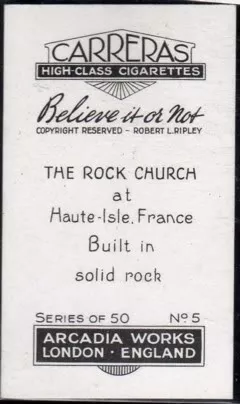 CARRERAS
HIGH-CLASS CIGARETTES
Believe it or Not
COPYRIGHT RESERVED – ROBERT L. RIPLEY
THE ROCK CHURCH
at
Haute-Isle, France
Built in
solid rock
SERIES OF 50 No 5
ARCADIA WORKS
LONDON · ENGLAND